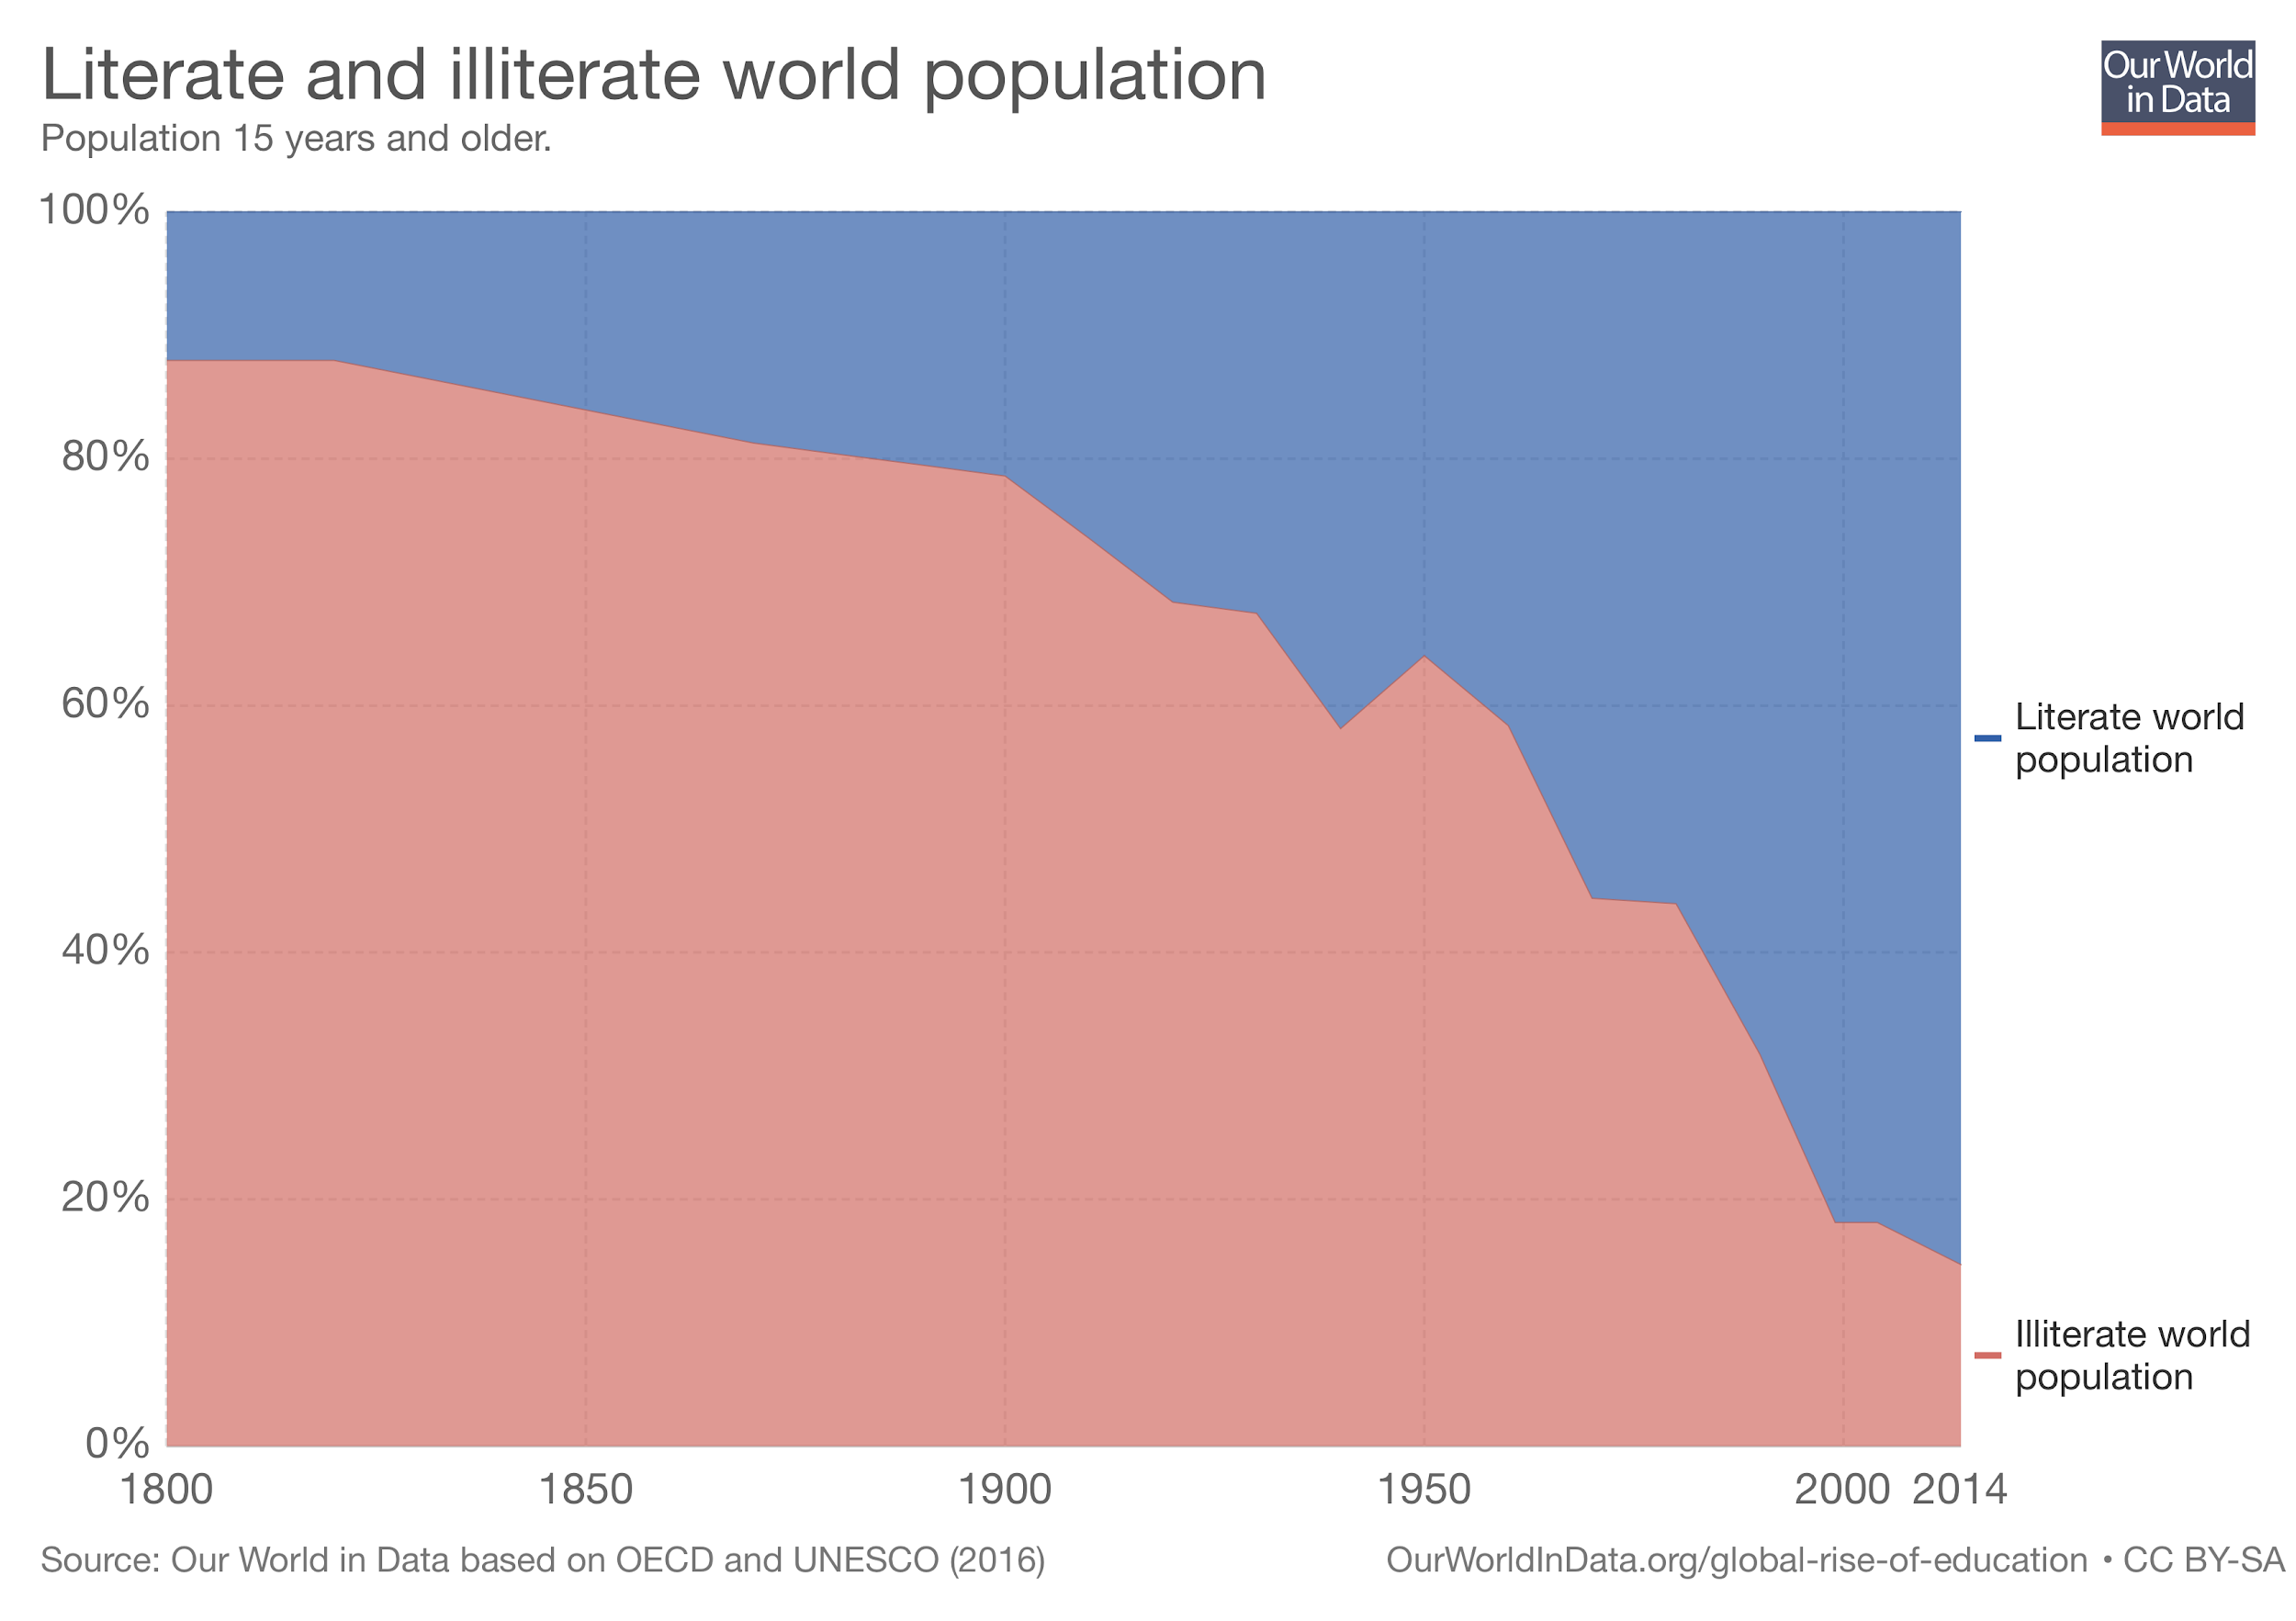 Literate and illiterate world population
Our World
in Data
Population 15 years and older.
100%
80%
60%
40%
20%
0%
Literate world
population
Illiterate world
population
1800 1850 1900 1950 2000 2014
Source: Our World in Data based on OECD and UNESCO (2016)
OurWorldInData.org/global-rise-of-education • CC BY-SA